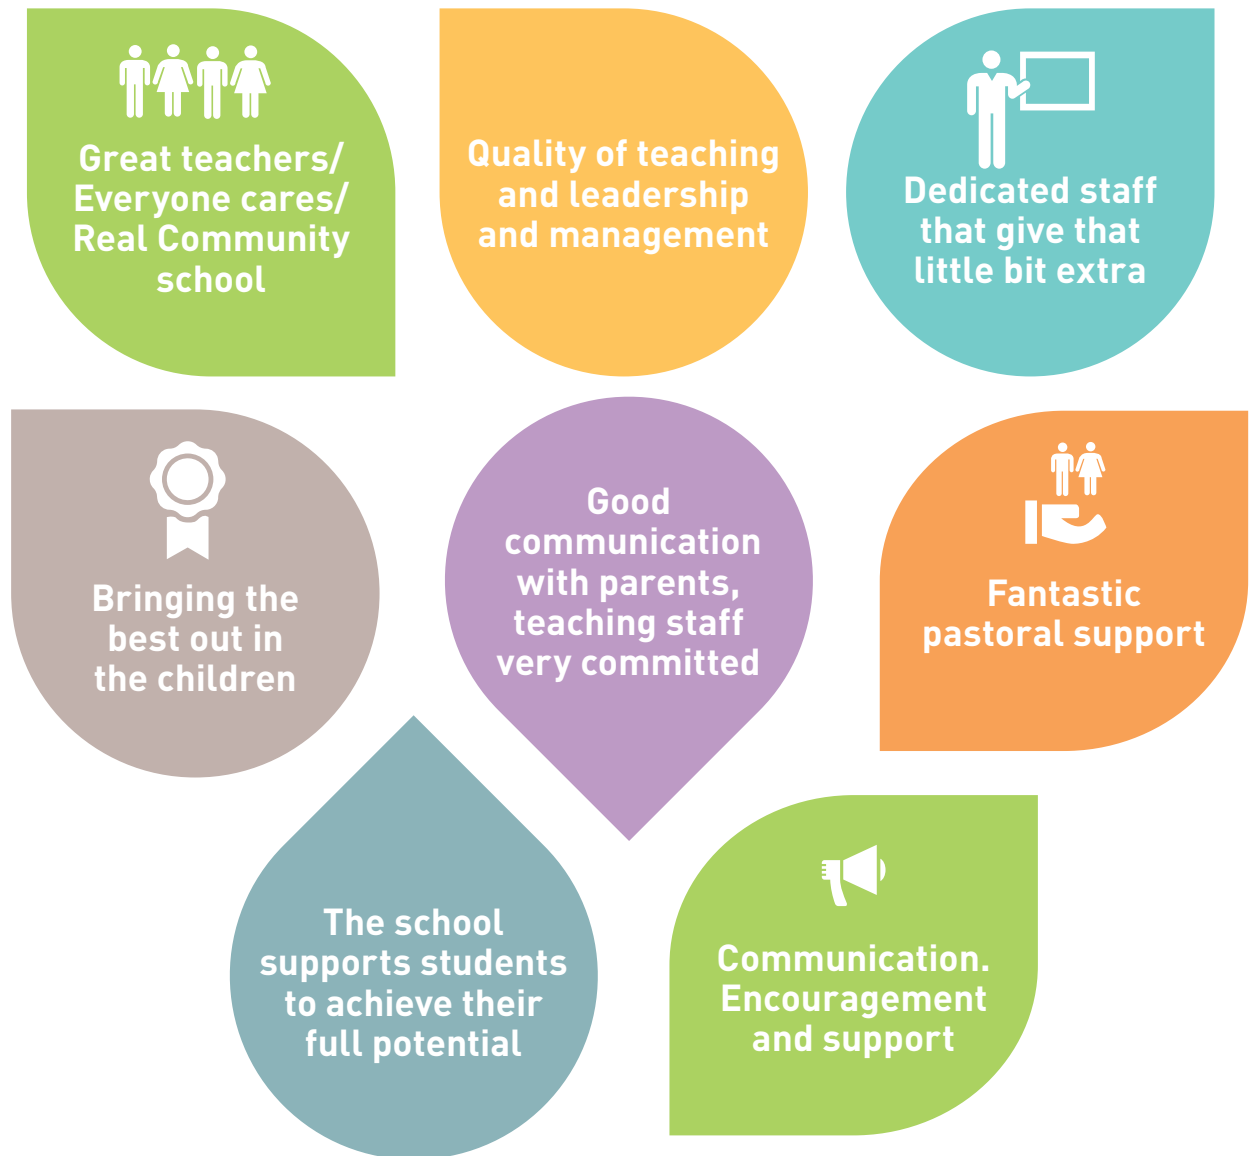 Great teachers/
Everyone cares/
Real Community
school
Quality of teaching
and leadership
and management
Dedicated staff
that give that
little bit extra
Bringing the
best out in
the children
Good
communication
with parents,
teaching staff
very committed
Fantastic
pastoral support
The school
supports students
to achieve their
full potential
Communication.
Encouragement
and support